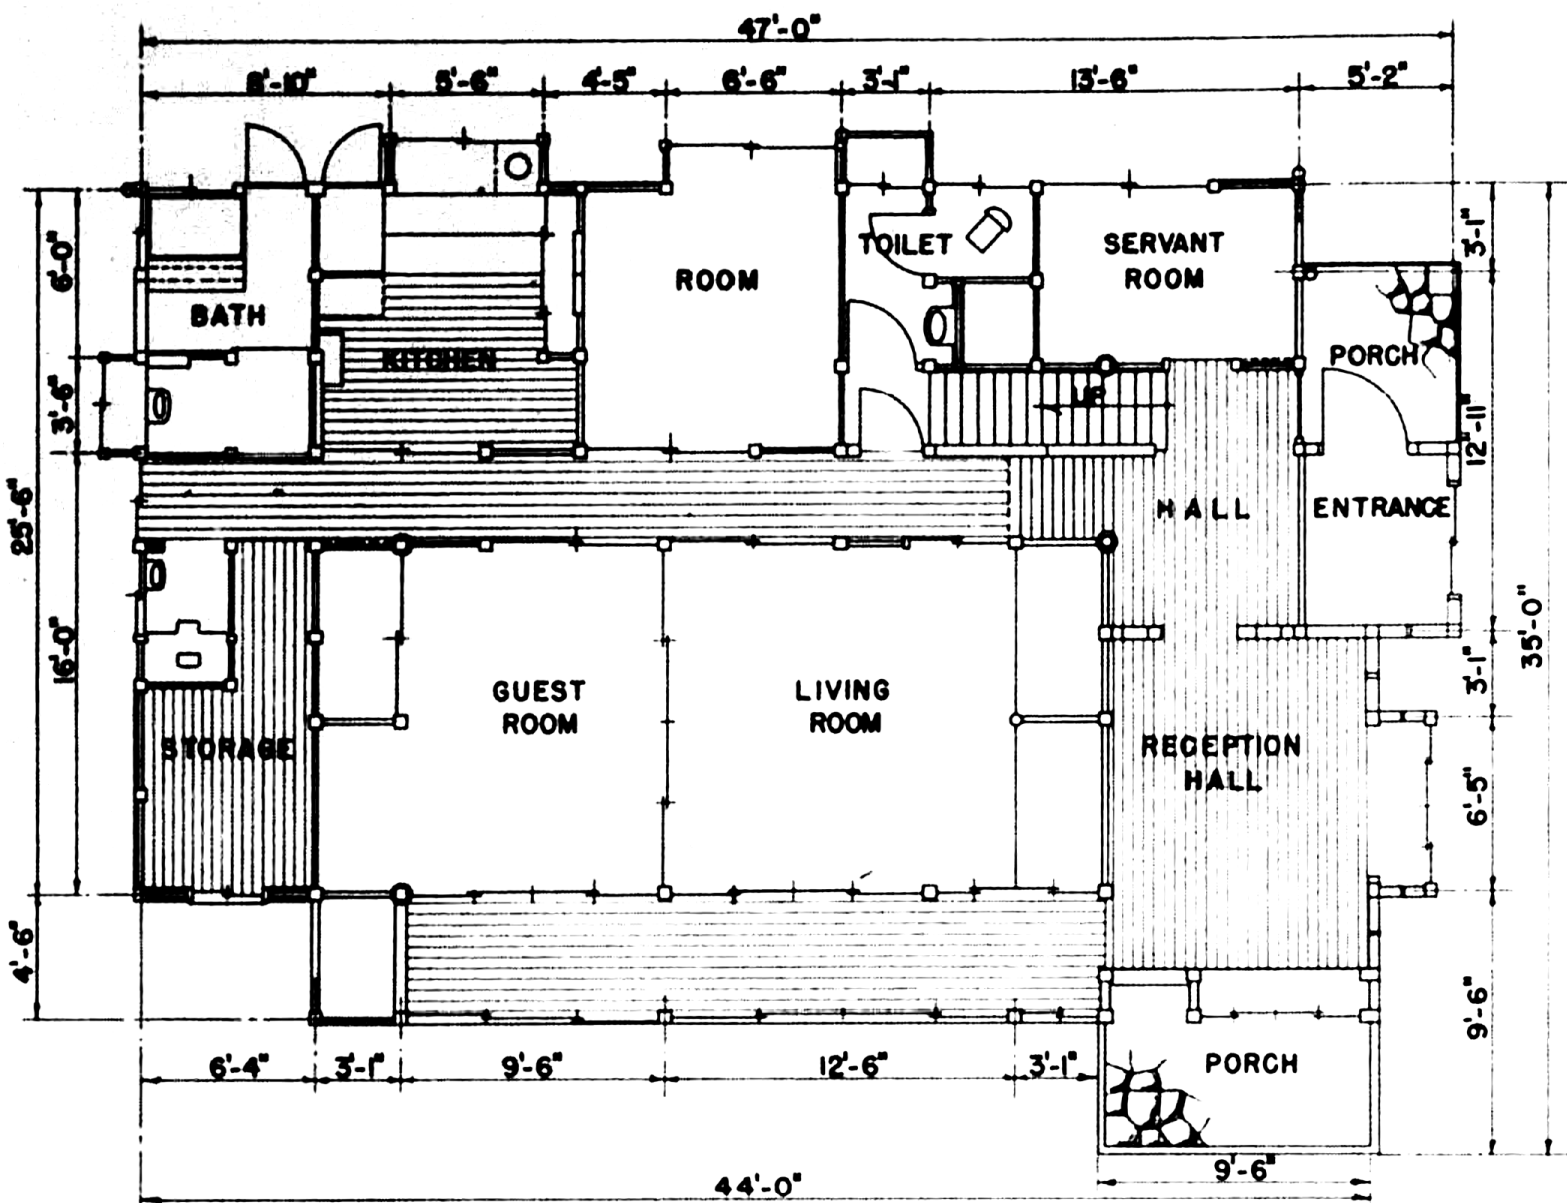 47'-0"
8'-10" 5'-6" 4'-5" 6'-6" 3'-1" 13'-6" 5'-2"
6'-0"
3'-6"
25'-6"
16'-0"
4'-6"
BATH
KITCHEN
ROOM
TOILET
SERVANT
ROOM
PORCH
UP
HALL
ENTRANCE
GUEST
ROOM
LIVING
ROOM
STORAGE
RECEPTION
HALL
PORCH
3'-1"
12'-11"
3'-1"
35'-0"
6'-5"
9'-6"
6'-4" 3'-1" 9'-6" 12'-6" 3'-1"
9'-6"
44'-0"